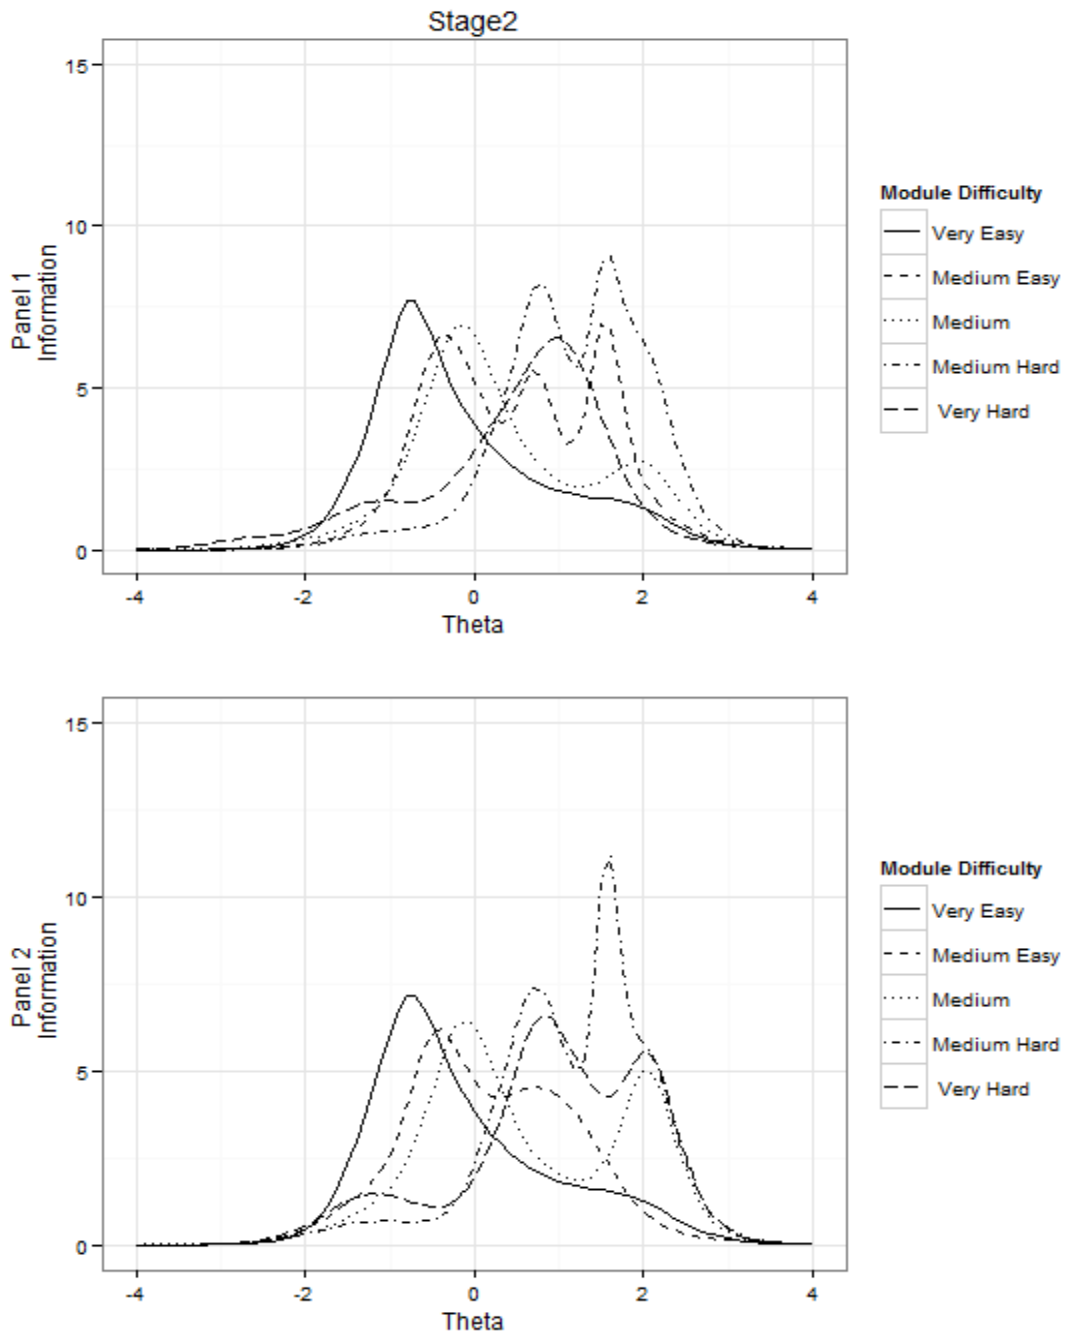 Stage2
15
10
5
0
Panel 1
Information
-4 -2 0 2 4
Theta
Module Difficulty
Very Easy
Medium Easy
Medium
Medium Hard
Very Hard
15
10
5
0
Panel 2
Information
-4 -2 0 2 4
Theta
Module Difficulty
Very Easy
Medium Easy
Medium
Medium Hard
Very Hard